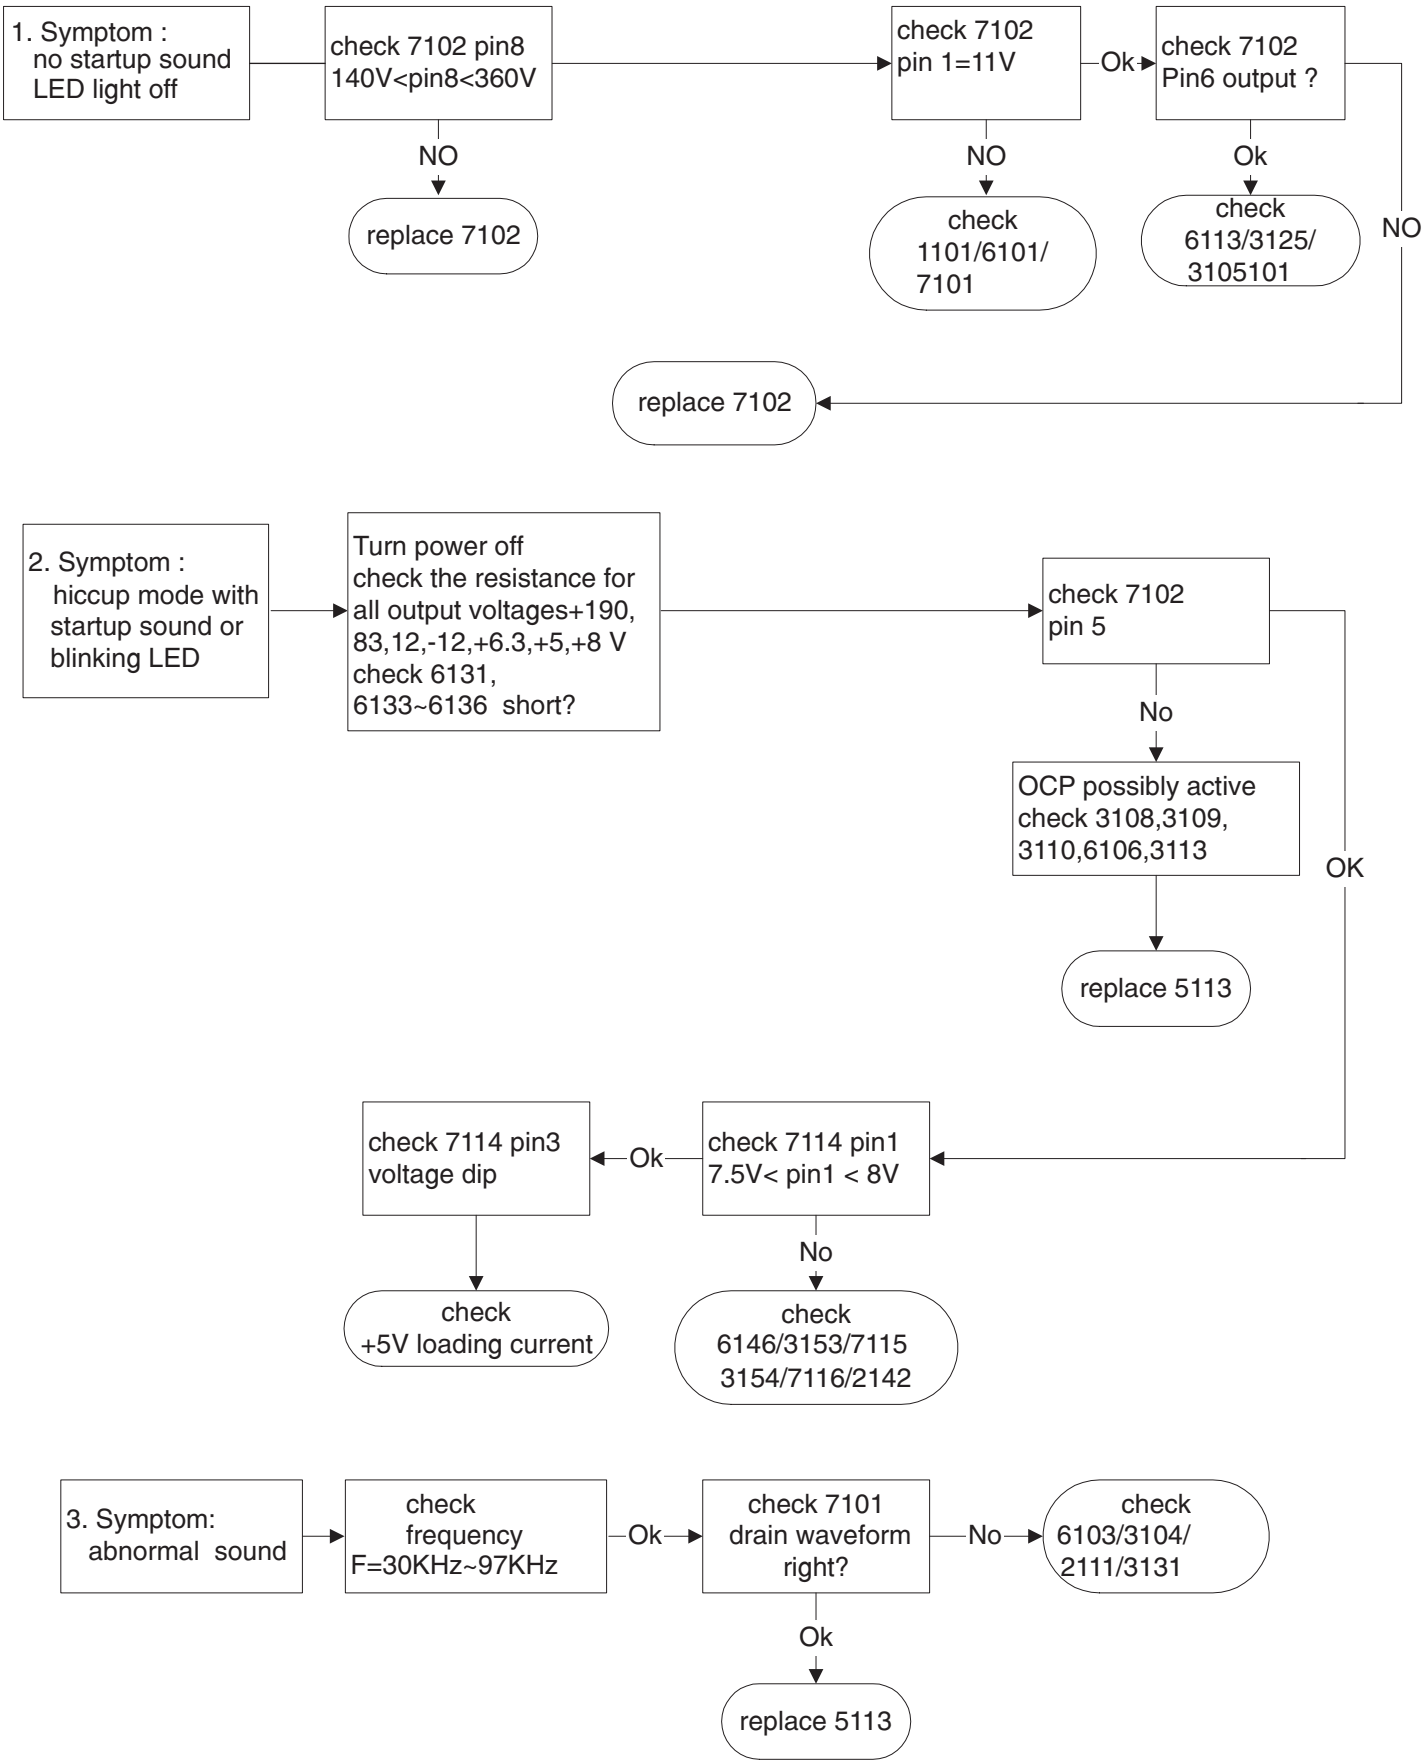 1. Symptom :
no startup sound
LED light off
check 7102 pin8
140V<pin8<360V
NO
replace 7102
check 7102
pin 1=11V
Ok
NO
check
1101/6101/
7101
check 7102
Pin6 output ?
Ok
check
6113/3125/
3105101
NO
replace 7102
2. Symptom :
hiccup mode with
startup sound or
blinking LED
Turn power off
check the resistance for
all output voltages+190,
83,12,-12,+6.3,+5,+8 V
check 6131,
6133~6136 short?
check 7102
pin 5
No
OCP possibly active
check 3108,3109,
3110,6106,3113
replace 5113
OK
check 7114 pin1
7.5V< pin1 < 8V
Ok
check 7114 pin3
voltage dip
check
+5V loading current
No
check
6146/3153/7115
3154/7116/2142
3. Symptom:
abnormal sound
check
frequency
F=30KHz~97KHz
Ok
check 7101
drain waveform
right?
No
check
6103/3104/
2111/3131
Ok
replace 5113